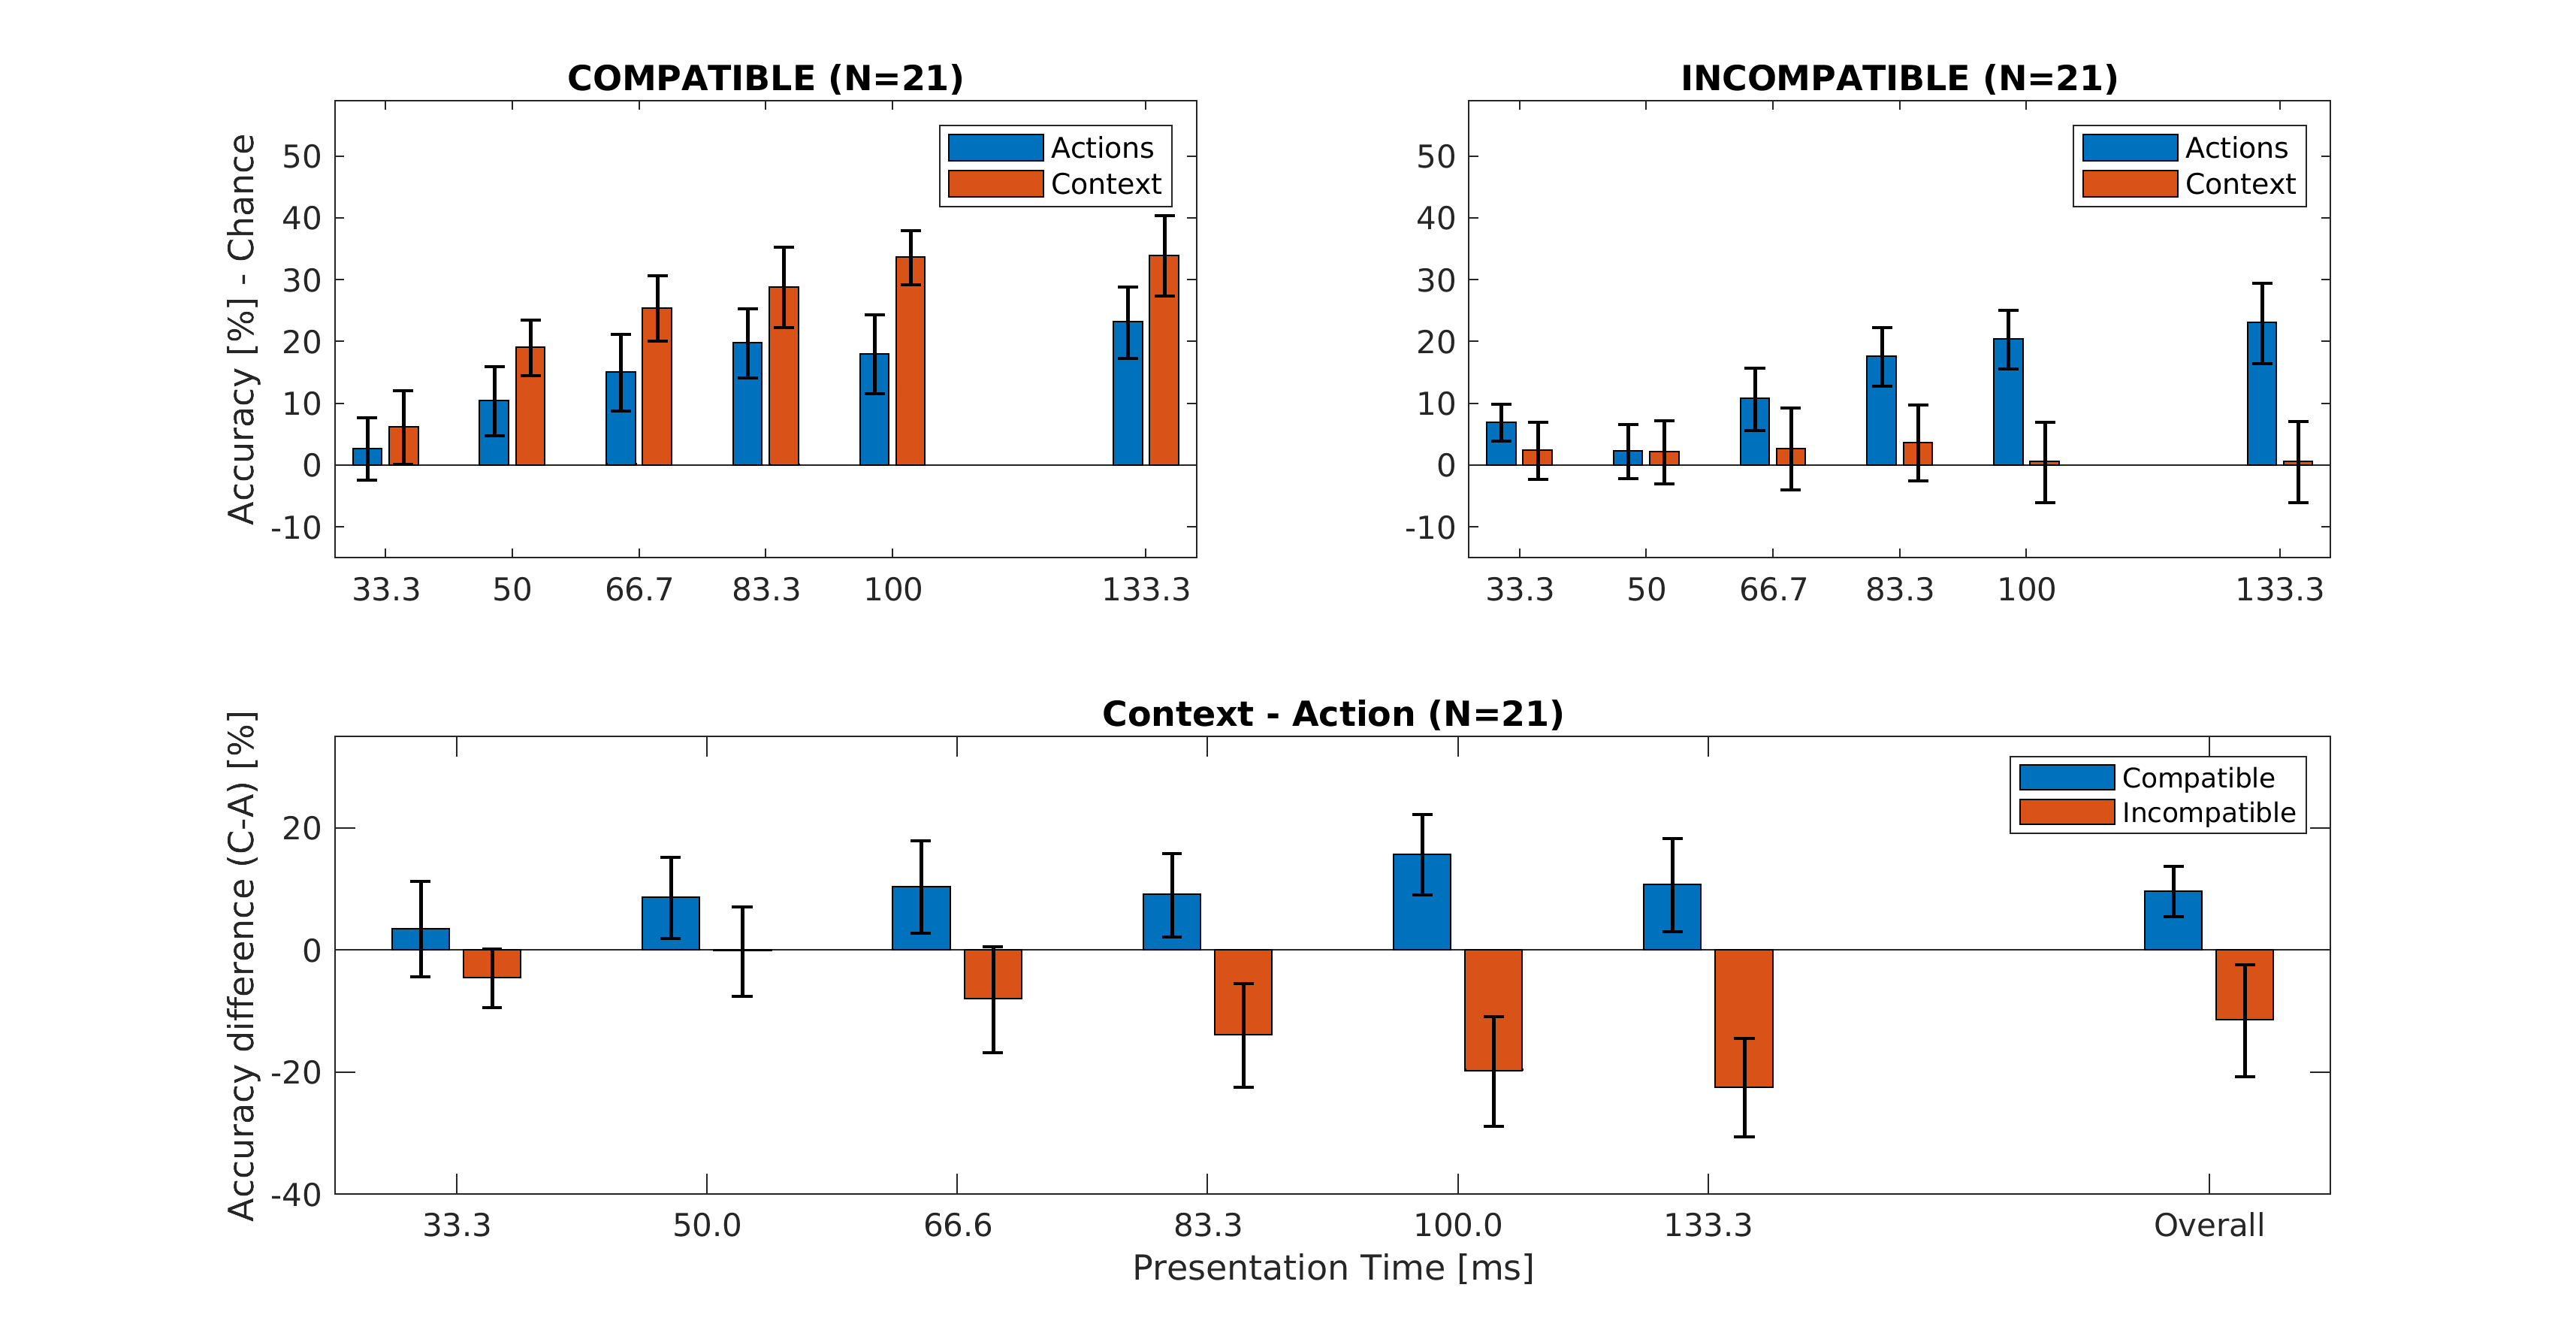 COMPATIBLE (N=21)
Accuracy [%] - Chance
50
40
30
20
10
0
-10
Actions
Context
33.3 50 66.7 83.3 100 133.3
INCOMPATIBLE (N=21)
50
40
30
20
10
0
-10
Actions
Context
33.3 50 66.7 83.3 100 133.3
Context - Action (N=21)
Accuracy difference (C-A) [%]
20
0
-20
-40
Compatible
Incompatible
33.3 50.0 66.6 83.3 100.0 133.3 Overall
Presentation Time [ms]